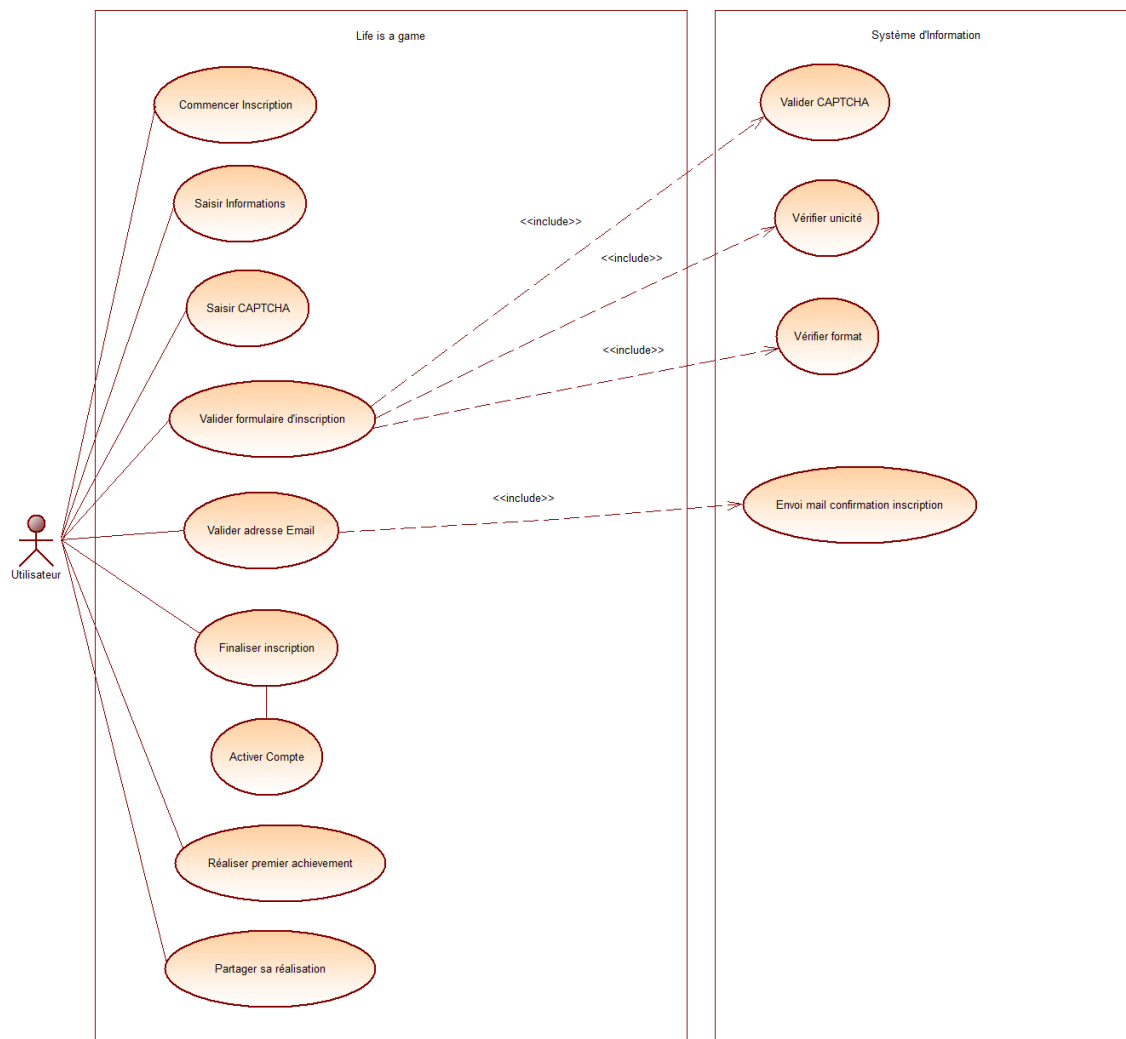 Life is a game
Système d'Information
Commencer Inscription
Valider CAPTCHA
Saisir Informations
<<include>>
Vérifier unicité
<<include>>
Saisir CAPTCHA
Vérifier format
<<include>>
Valider formulaire d'inscription
<<include>>
Envoi mail confirmation inscription
Valider adresse Email
Utilisateur
Finaliser inscription
Activer Compte
Réaliser premier achievement
Partager sa réalisation